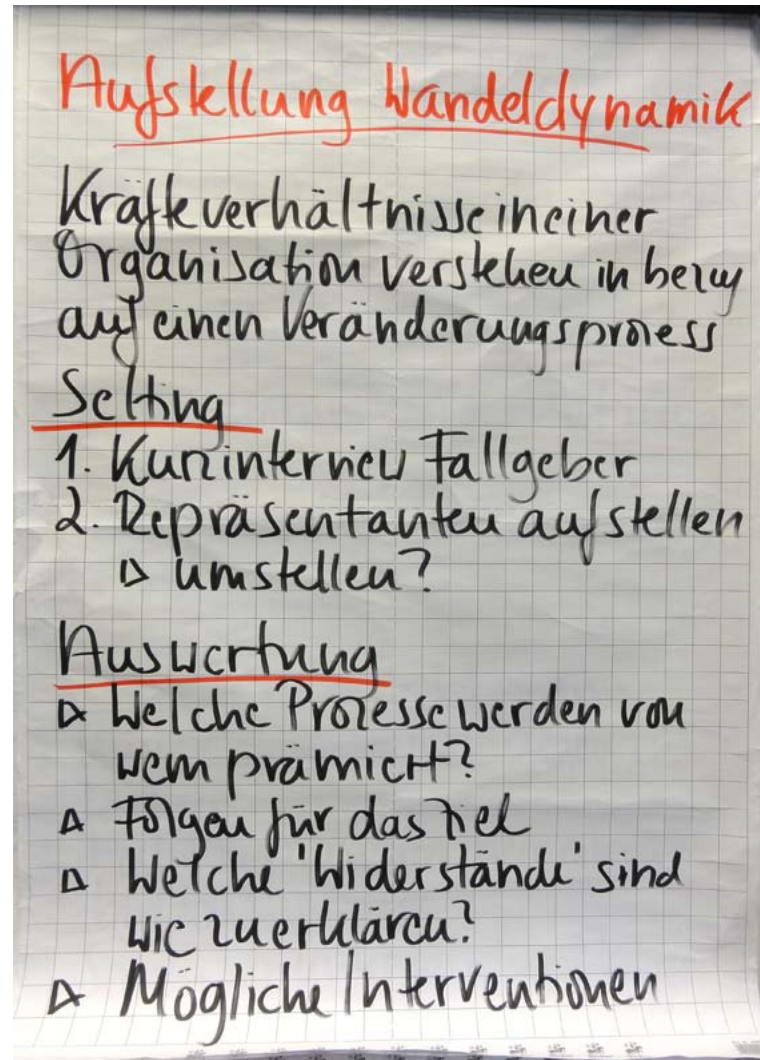 Aufstellung Wandeldynamik
Kräfteverhältnisse in einer
Organisation verstehen in bezug
auf einen Veränderungsprozess
Setting
1. Kurzinterview Fallgeber
2. Repräsentanten aufstellen
▷ umstellen?
Auswertung
▷ Welche Prozesse werden von
wem prämiert?
▷ Folgen für das Ziel
▷ Welche 'Widerstände' sind
wie zu erklären?
▷ Mögliche Interventionen